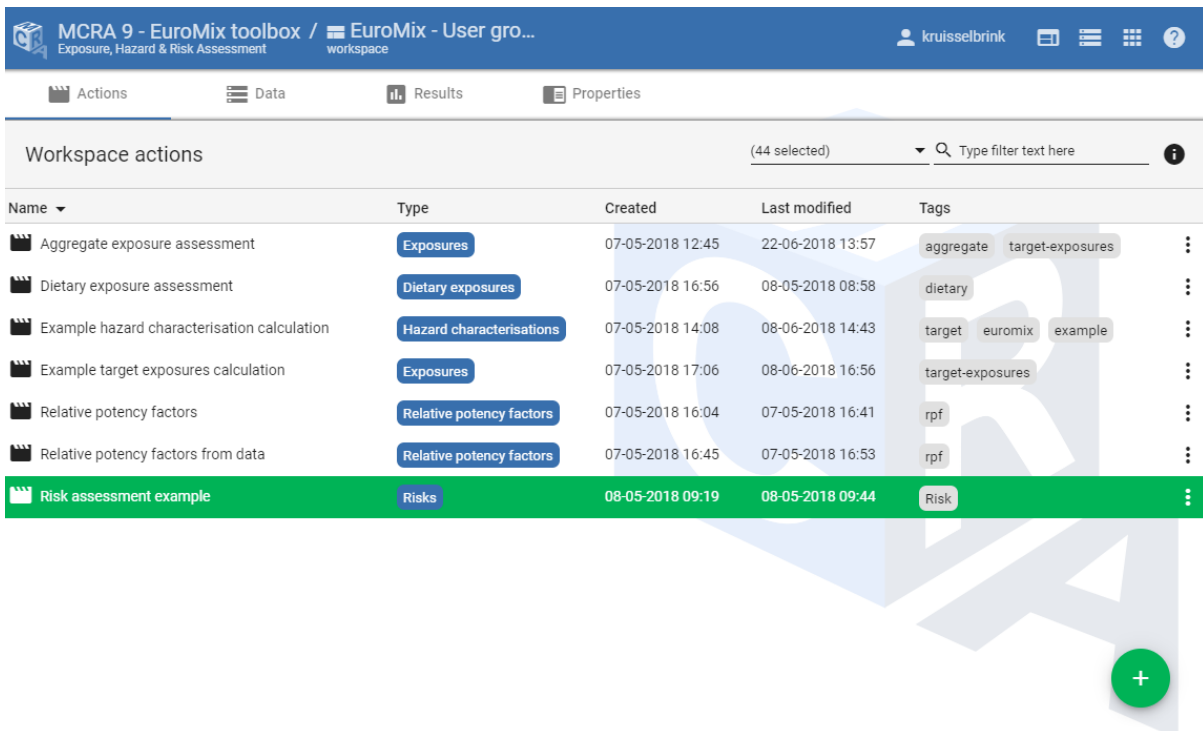 MCRA 9 - EuroMix toolbox / EuroMix - User gro...
Exposure, Hazard & Risk Assessment workspace
kruisselbrink
Actions Data Results Properties
Workspace actions
(44 selected) Type filter text here
Name Type Created Last modified Tags
Aggregate exposure assessment Exposures 07-05-2018 12:45 22-06-2018 13:57 aggregate target-exposures
Dietary exposure assessment Dietary exposures 07-05-2018 16:56 08-05-2018 08:58 dietary
Example hazard characterisation calculation Hazard characterisations 07-05-2018 14:08 08-06-2018 14:43 target euromix example
Example target exposures calculation Exposures 07-05-2018 17:06 08-06-2018 16:56 target-exposures
Relative potency factors Relative potency factors 07-05-2018 16:04 07-05-2018 16:41 rpf
Relative potency factors from data Relative potency factors 07-05-2018 16:45 07-05-2018 16:53 rpf
Risk assessment example Risks 08-05-2018 09:19 08-05-2018 09:44 Risk